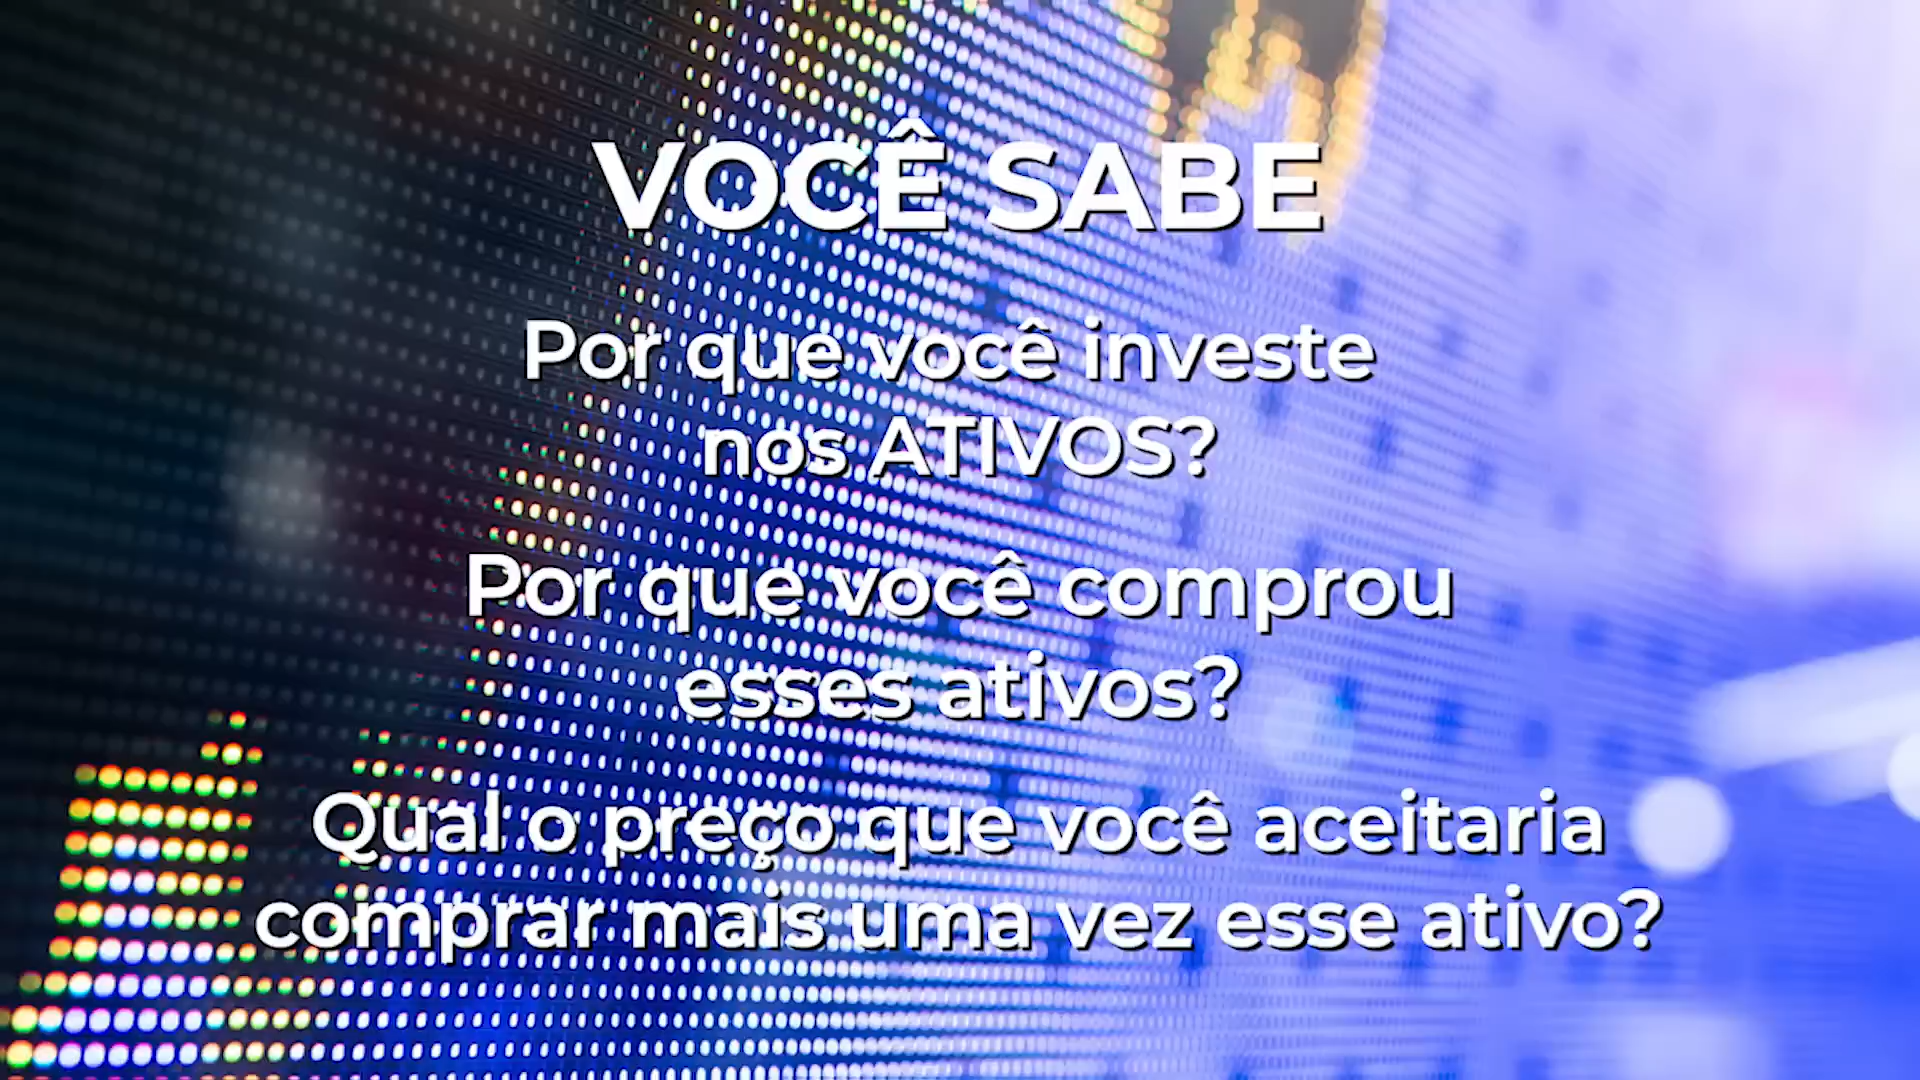 VOCÊ SABE
Por que você investe
nos ATIVOS?
Por que você comprou
esses ativos?
Qual o preço que você aceitaria
comprar mais uma vez esse ativo?